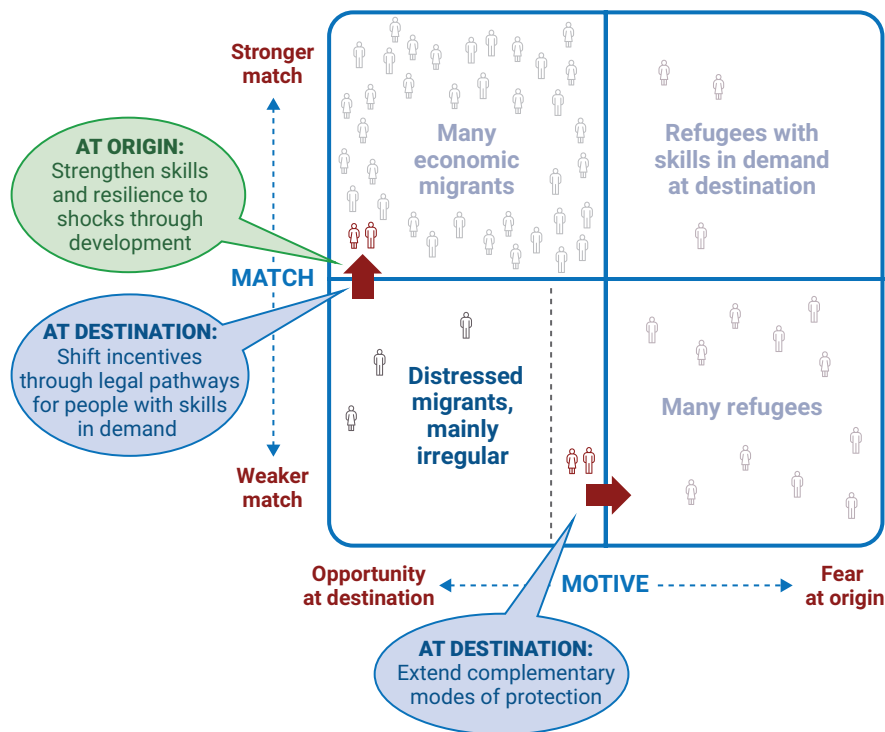 Stronger
match
AT ORIGIN:
Strengthen skills
and resilience to
shocks through
development
MATCH
AT DESTINATION:
Shift incentives
through legal pathways
for people with skills
in demand
Weaker
match
Many
economic
migrants
Refugees with
skills in demand
at destination
Distressed
migrants,
mainly
irregular
Many refugees
Opportunity
at destination
MOTIVE
Fear
at origin
AT DESTINATION:
Extend complementary
modes of protection